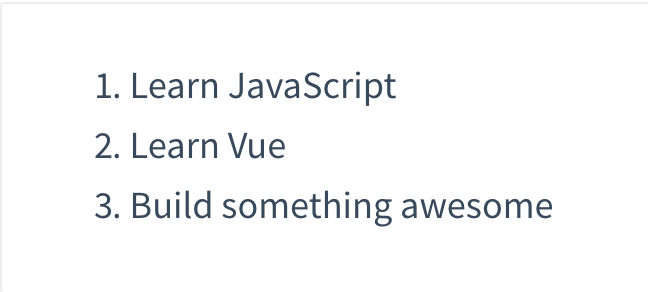 1. Learn JavaScript
2. Learn Vue
3. Build something awesome